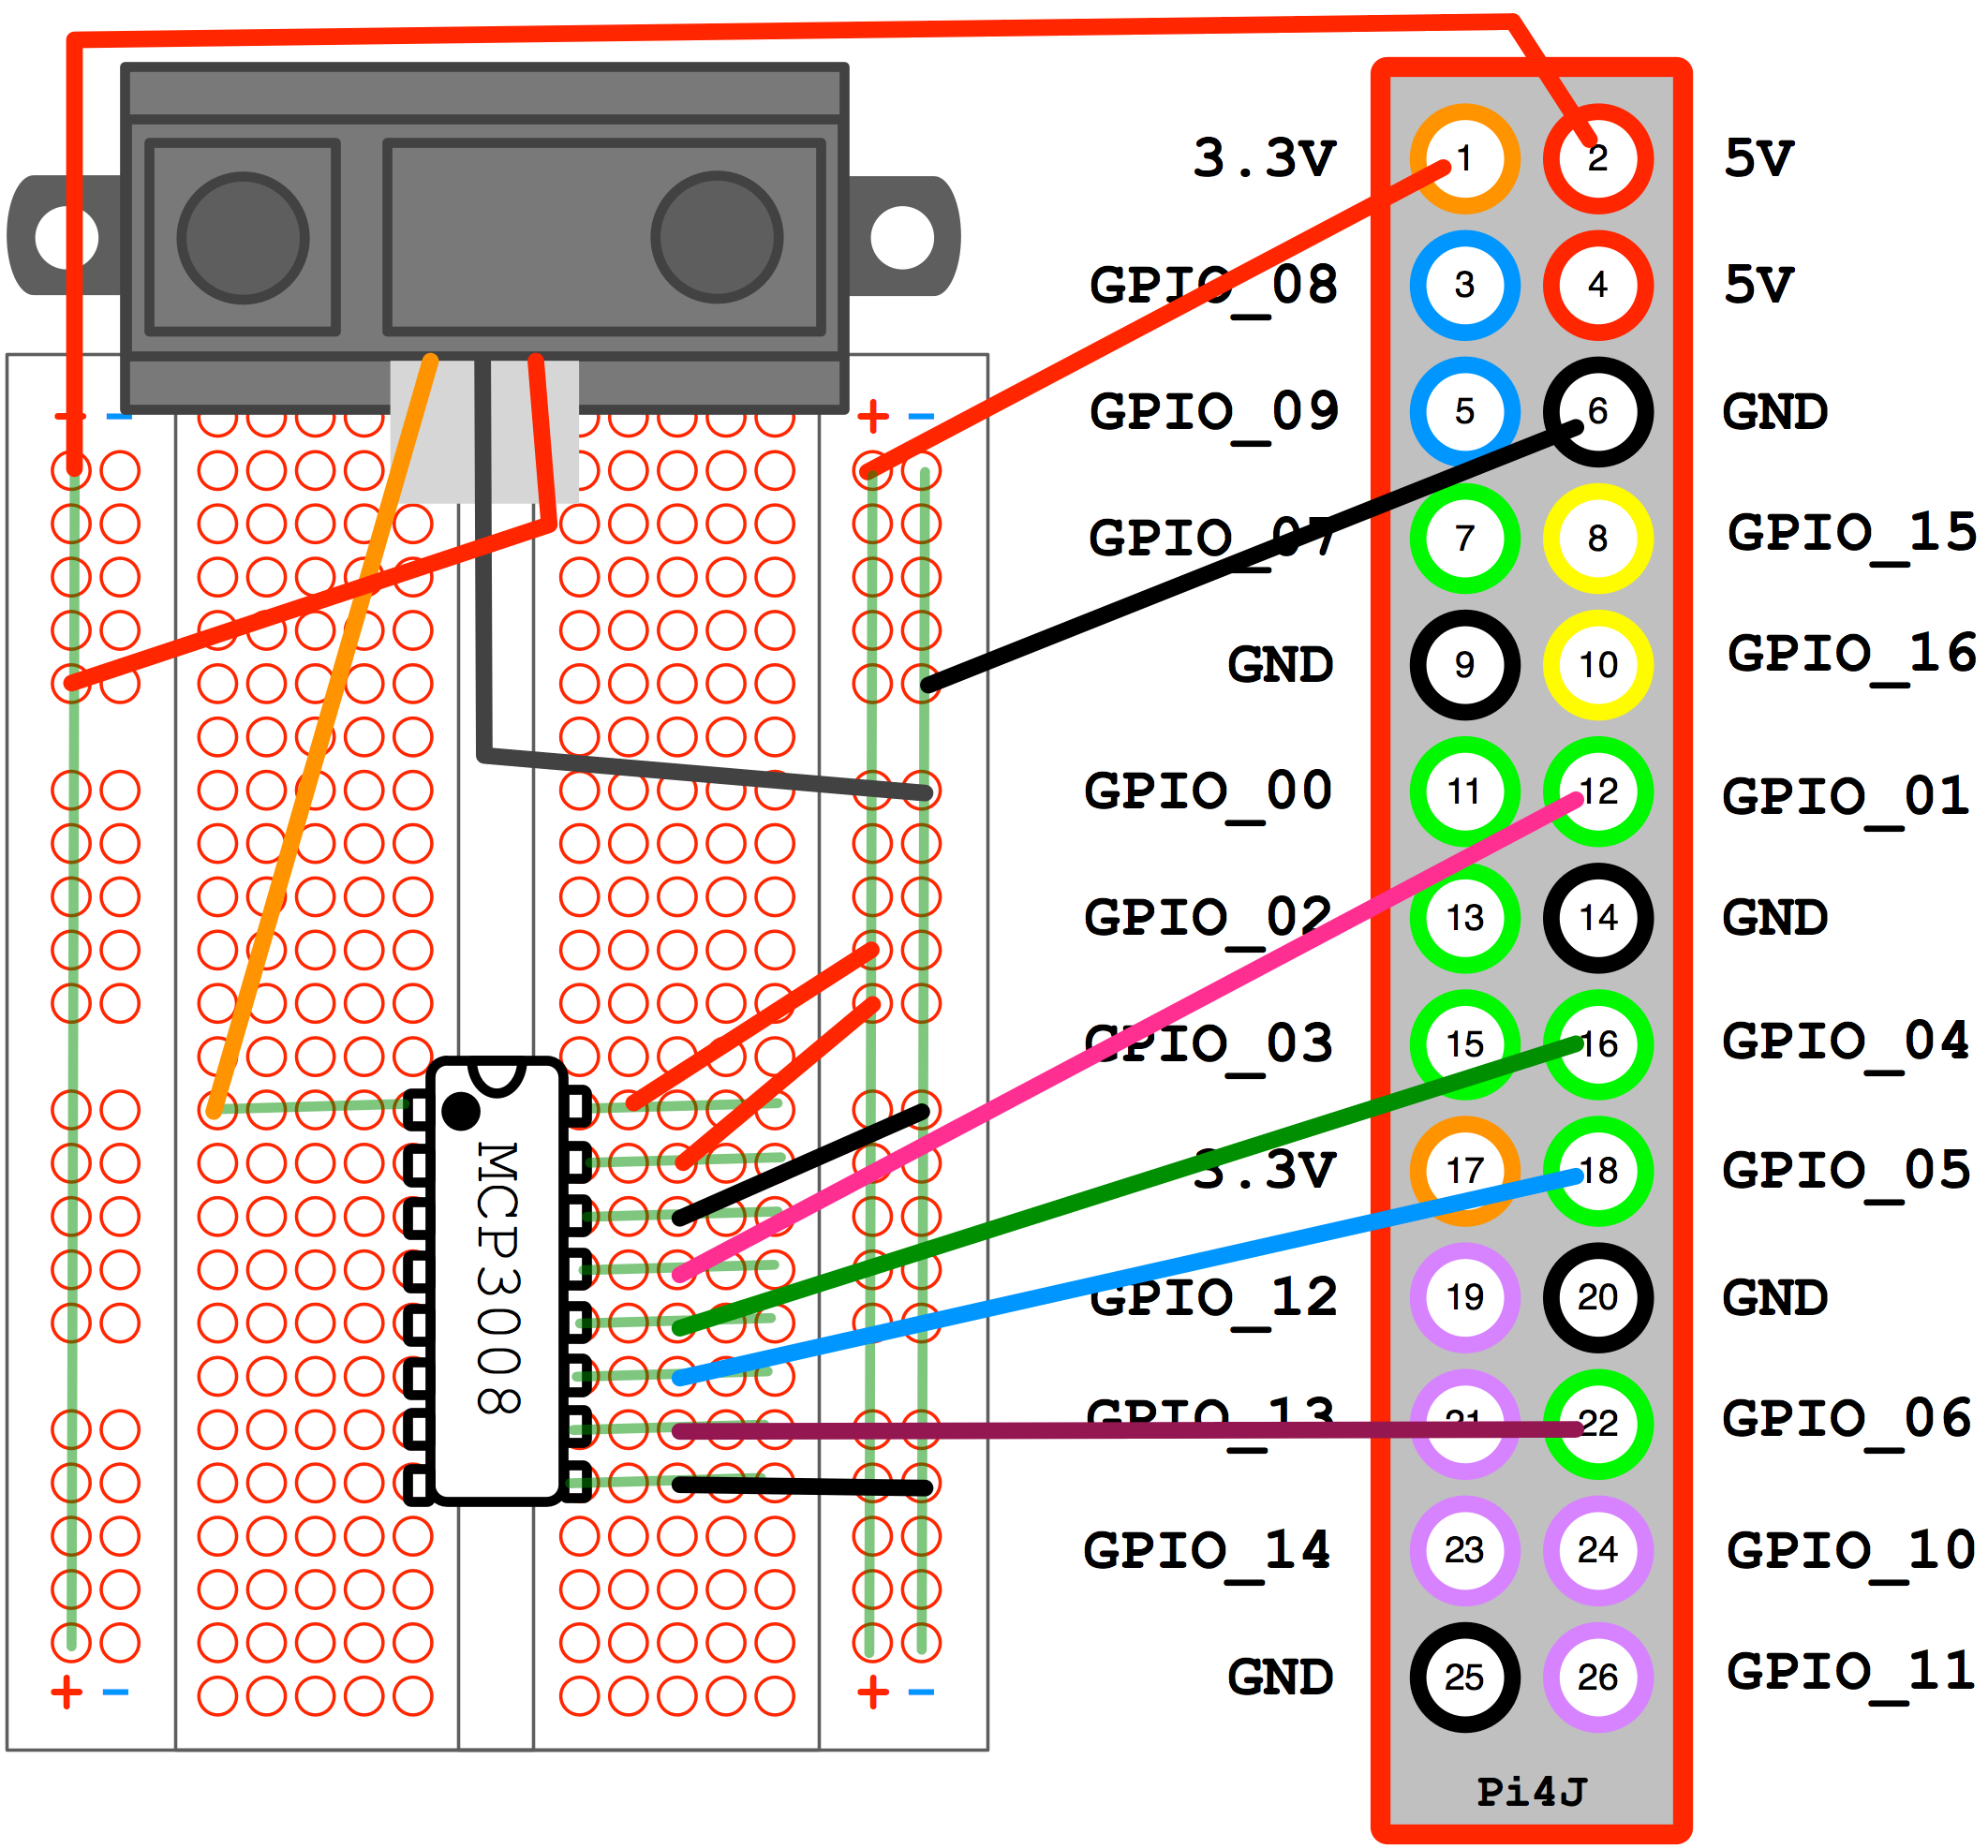 3.3V 1 2 5V
GPIO_08 3 4 5V
+ - + - GPIO_09 5 6 GND
GPIO_07 7 8 GPIO_15
GND 9 10 GPIO_16
GPIO_00 11 12 GPIO_01
GPIO_02 13 14 GND
GPIO_03 15 16 GPIO_04
3.3V 17 18 GPIO_05
MCP3008
GPIO_12 19 20 GND
GPIO_13 21 22 GPIO_06
GPIO_14 23 24 GPIO_10
+ - + - GND 25 26 GPIO_11
Pi4J